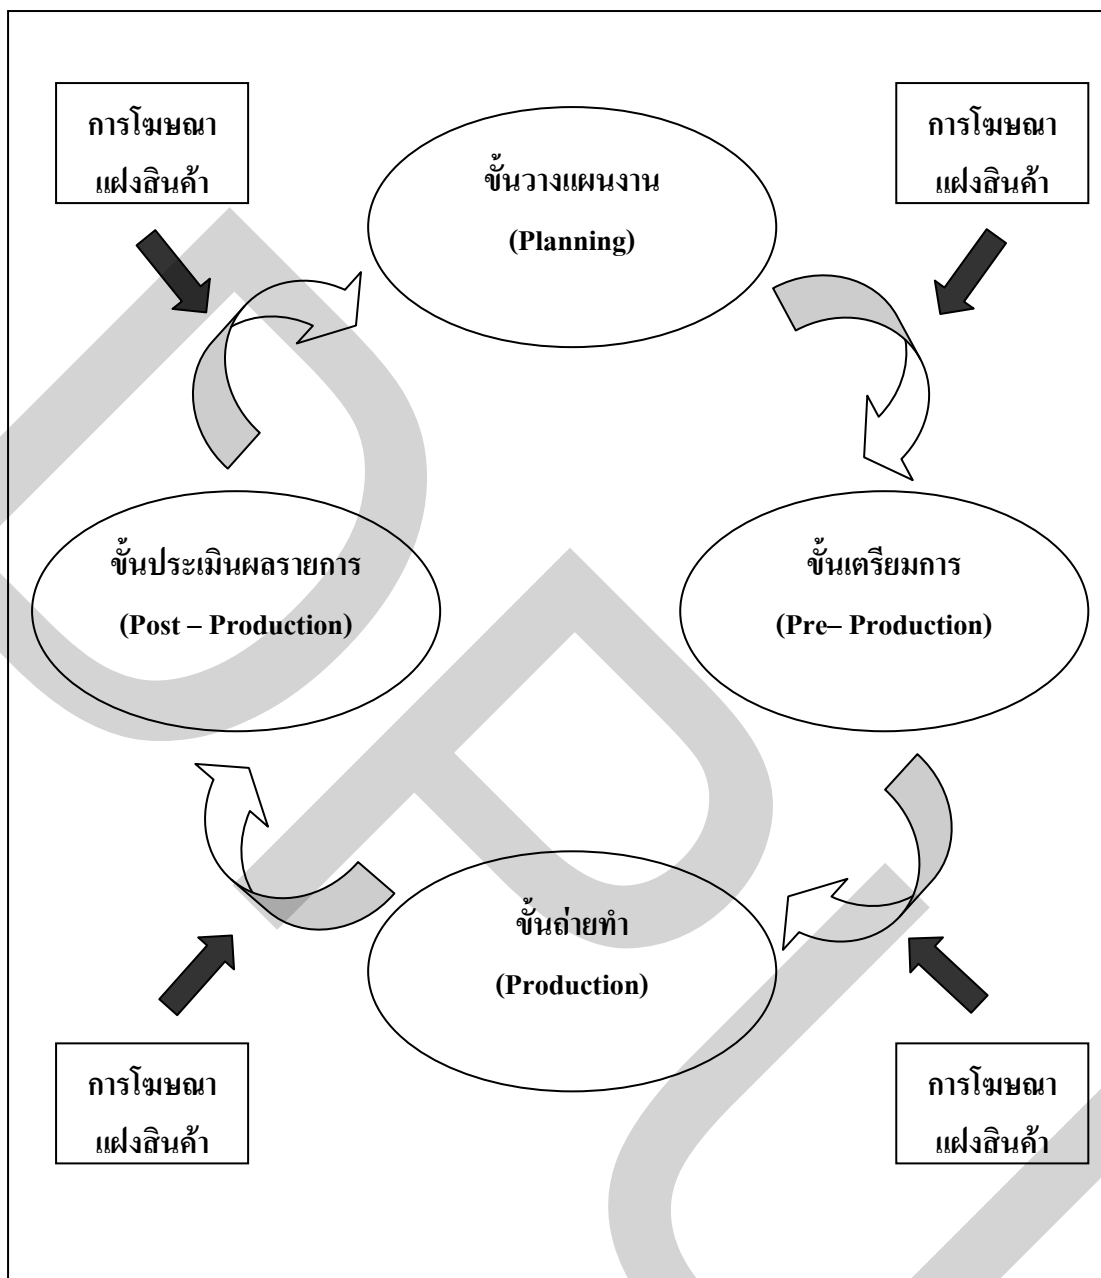 การโฆษณา
แฝงสินค้า
ขั้นวางแผนงาน
(Planning)
การโฆษณา
แฝงสินค้า
ขั้นประเมินผลรายการ
(Post – Production)
ขั้นเตรียมการ
(Pre– Production)
ขั้นถ่ายทำ
(Production)
การโฆษณา
แฝงสินค้า
การโฆษณา
แฝงสินค้า
DPU